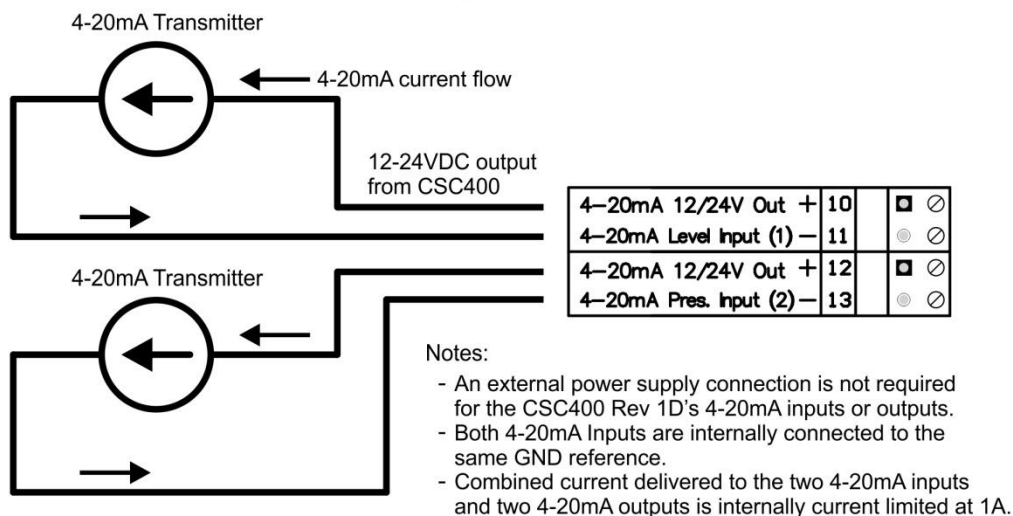 4-20mA Transmitter
4-20mA current flow
12-24VDC output
from CSC400
4-20mA 12/24V Out + 10
4-20mA Level Input (1) - 11
4-20mA 12/24V Out + 12
4-20mA Pres. Input (2) - 13
4-20mA Transmitter
Notes:
- An external power supply connection is not required
for the CSC400 Rev 1D's 4-20mA inputs or outputs.
- Both 4-20mA Inputs are internally connected to the
same GND reference.
- Combined current delivered to the two 4-20mA inputs
and two 4-20mA outputs is internally current limited at 1A.